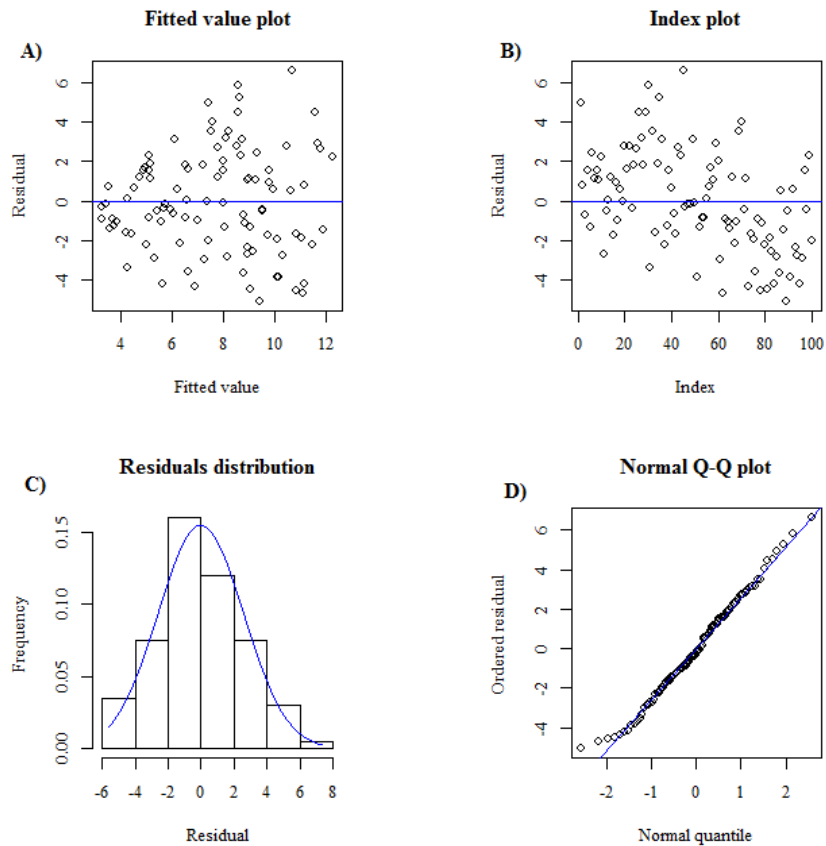 Fitted value plot
A)
Residual
6
4
2
0
-2
-4
4 6 8 10 12
Fitted value
Index plot
B)
Residual
6
4
2
0
-2
-4
0 20 40 60 80 100
Index
Residuals distribution
C)
Frequency
0.15
0.10
0.05
0.00
-6 -4 -2 0 2 4 6 8
Residual
Normal Q-Q plot
D)
Ordered residual
6
4
2
0
-2
-4
-2 -1 0 1 2
Normal quantile